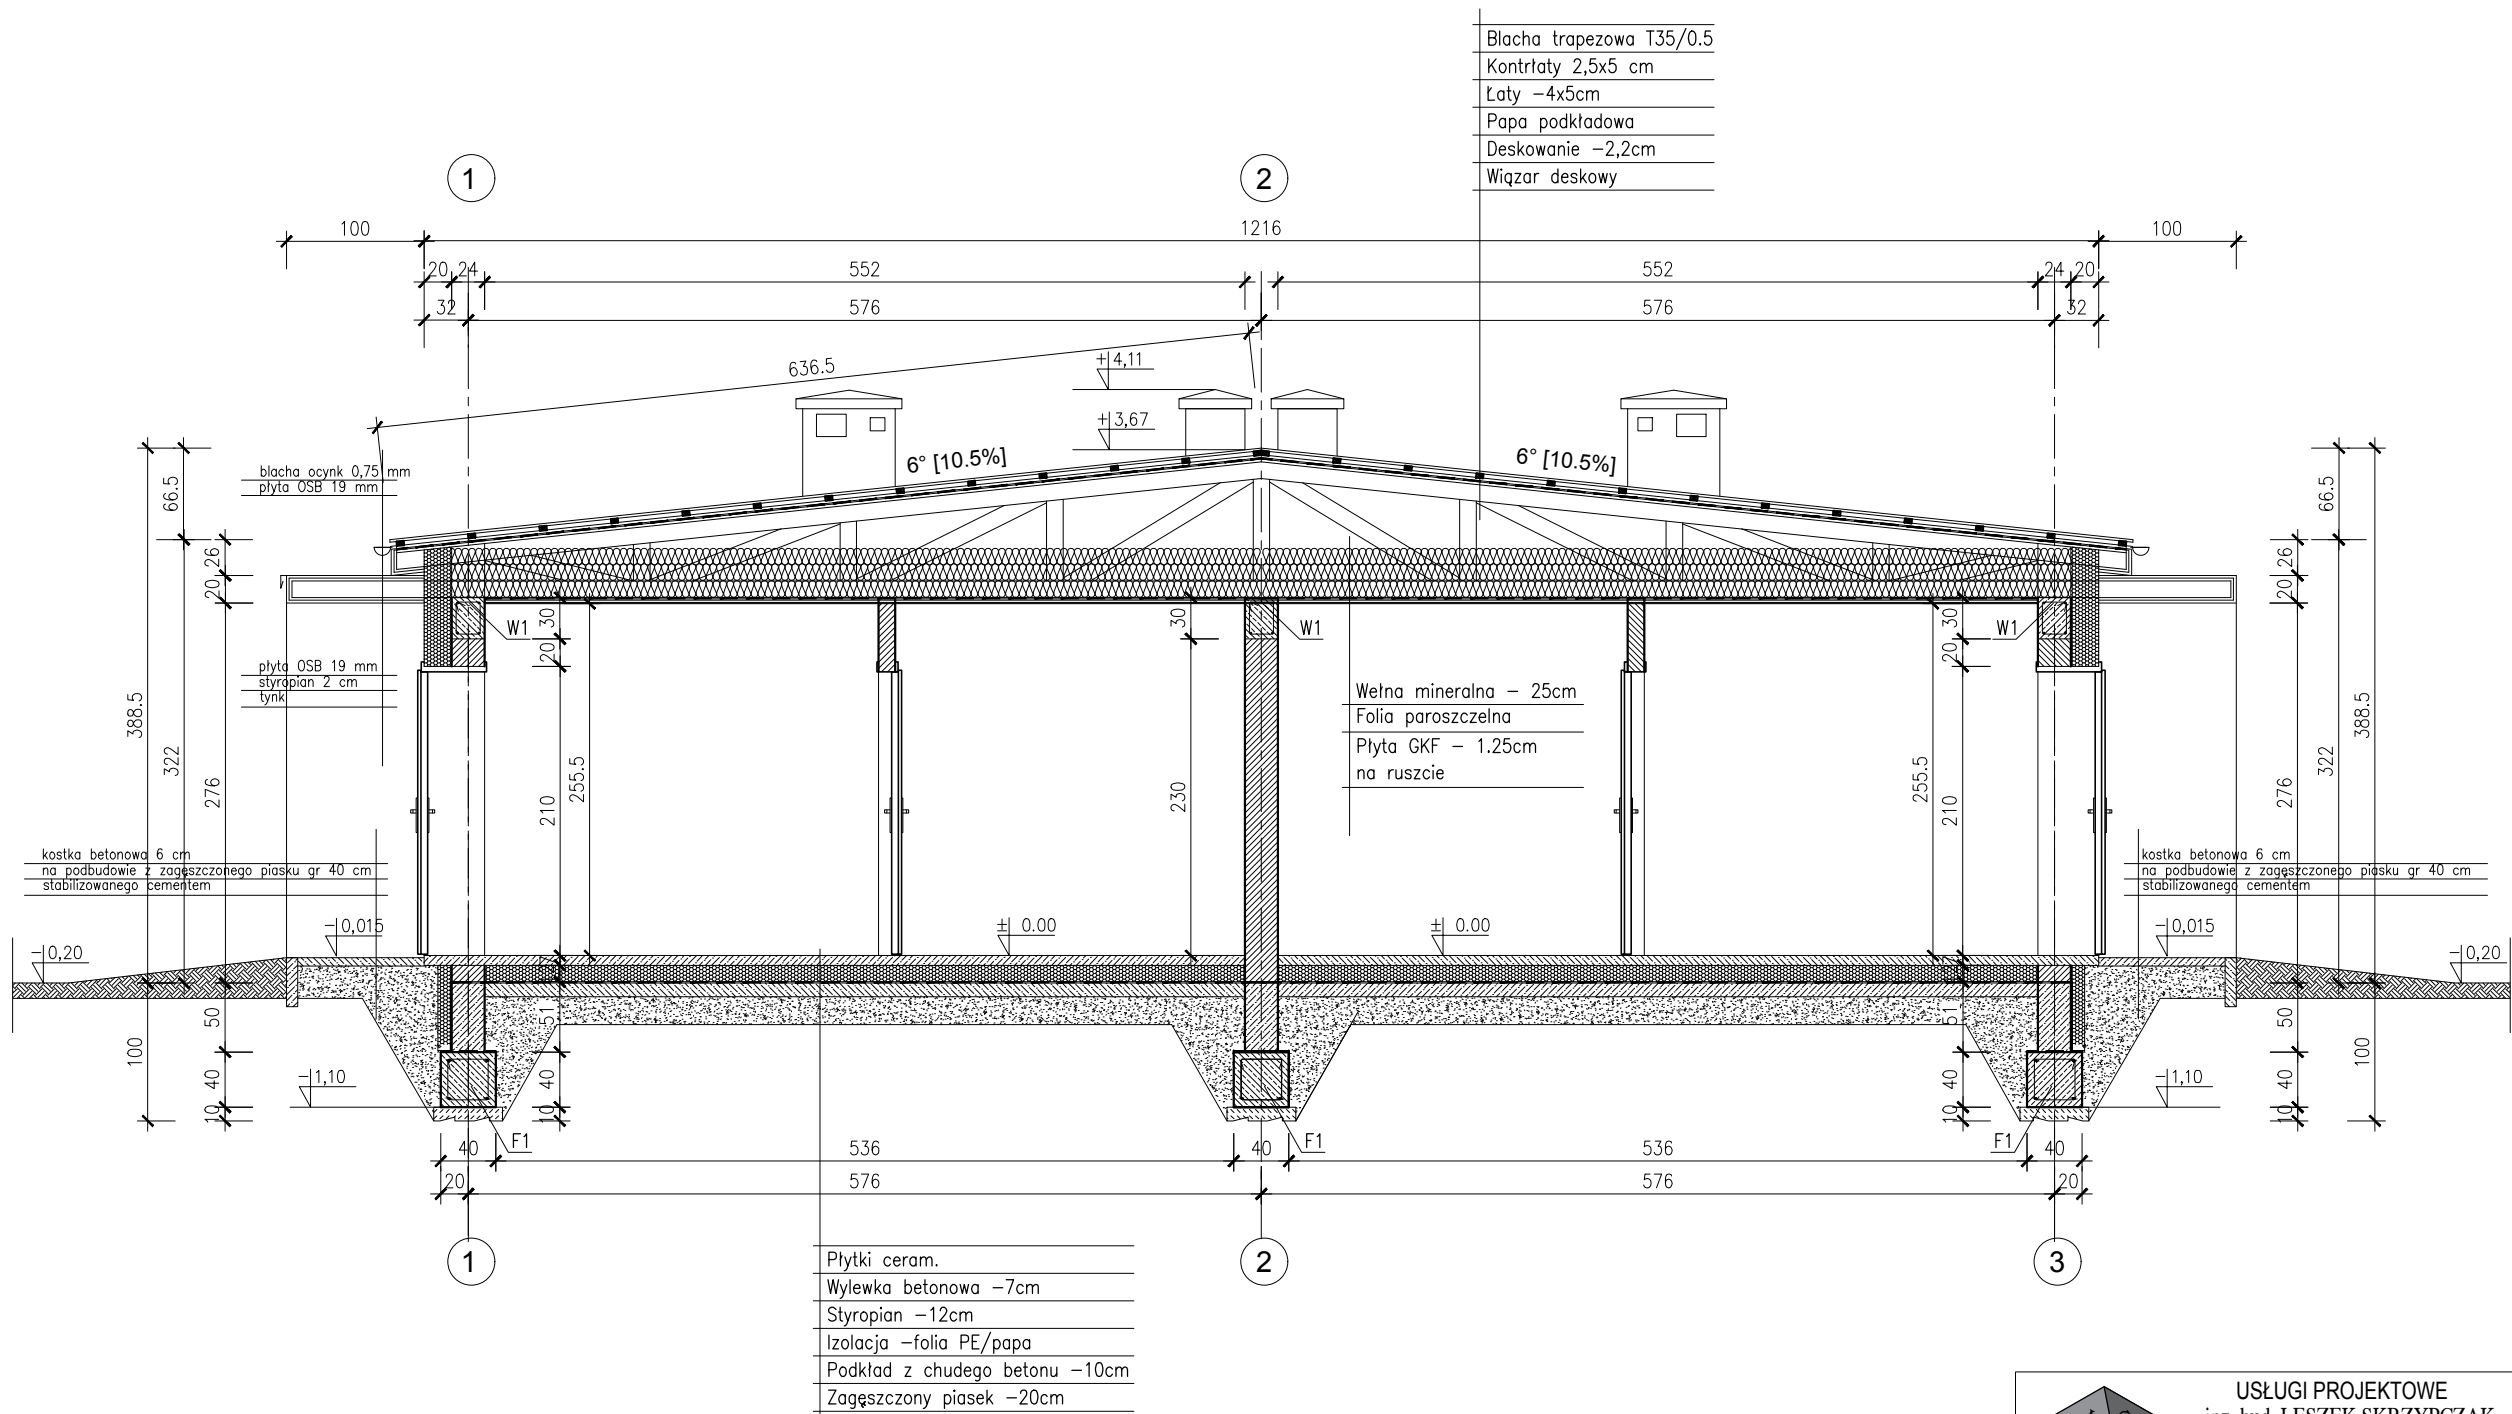 Blacha trapezowa T35/0.5
Kontrłaty 2,5x5 cm
Łaty -4x5cm
Papa podkładowa
Deskowanie -2,2cm
Wiązar deskowy
1
2
100
1216
100
20
24
552
552
24
20
32
576
576
32
636.5
+4,11
+3,67
6° [10.5%]
6° [10.5%]
blacha ocynk 0,75 mm
płyta OSB 19 mm
66.5
26
20
388.5
322
276
66.5
26
20
388.5
322
276
W1
W1
W1
30
20
30
30
20
płyta OSB 19 mm
styropian 2 cm
tynk
Wełna mineralna - 25cm
Folia paroszczelna
Płyta GKF - 1.25cm
na ruszcie
210
255.5
230
255.5
210
kostka betonowa 6 cm
na podbudowie z zagęszczonego piasku gr 40 cm
stabilizowanego cementem
kostka betonowa 6 cm
na podbudowie z zagęszczonego piasku gr 40 cm
stabilizowanego cementem
-0,20
-0,015
± 0.00
± 0.00
-0,015
-0,20
100
50
40
10
51
40
10
51
40
10
50
40
10
100
-1,10
-1,10
F1
F1
F1
40
536
40
536
40
20
576
576
20
1
2
3
Płytki ceram.
Wylewka betonowa -7cm
Styropian -12cm
Izolacja -folia PE/papa
Podkład z chudego betonu -10cm
Zagęszczony piasek -20cm
USŁUGI PROJEKTOWE
inż. bud. LESZEK SKRZYPCZAK